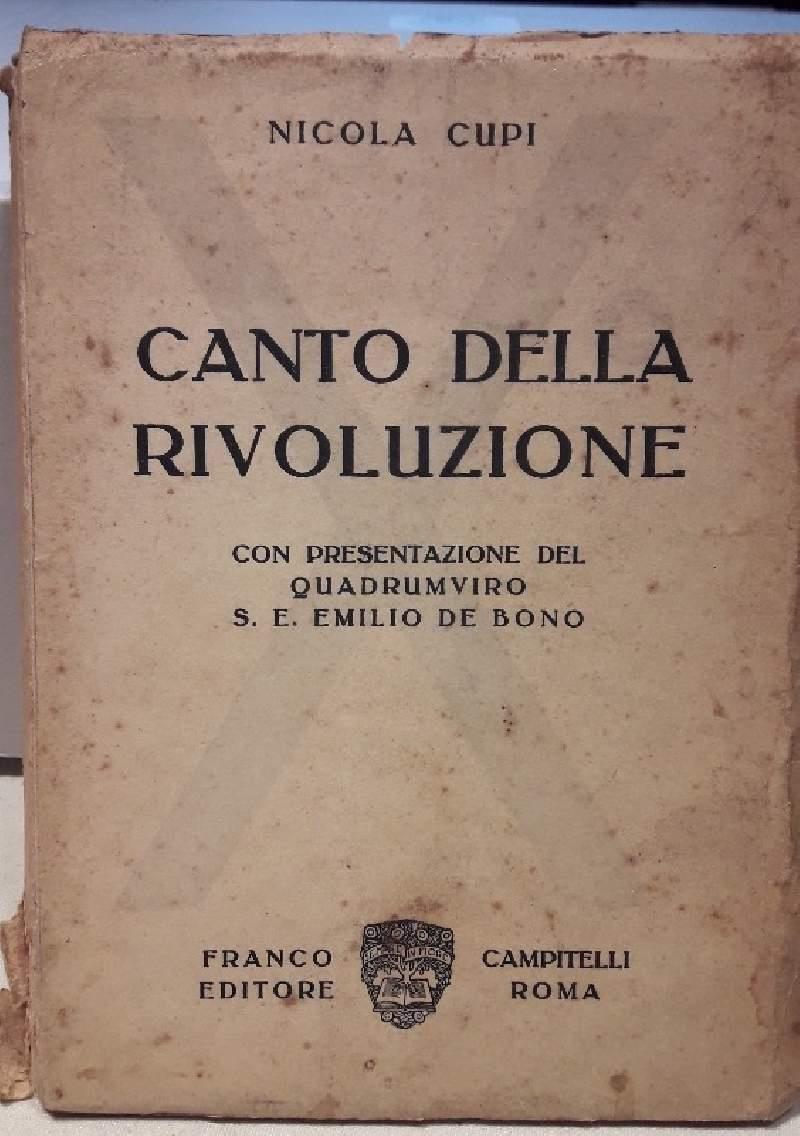 NICOLA CUPI
CANTO DELLA
RIVOLUZIONE
CON PRESENTAZIONE DEL
QUADRUMVIRO
S. E. EMILIO DE BONO
FRANCO CAMPITELLI
EDITORE ROMA